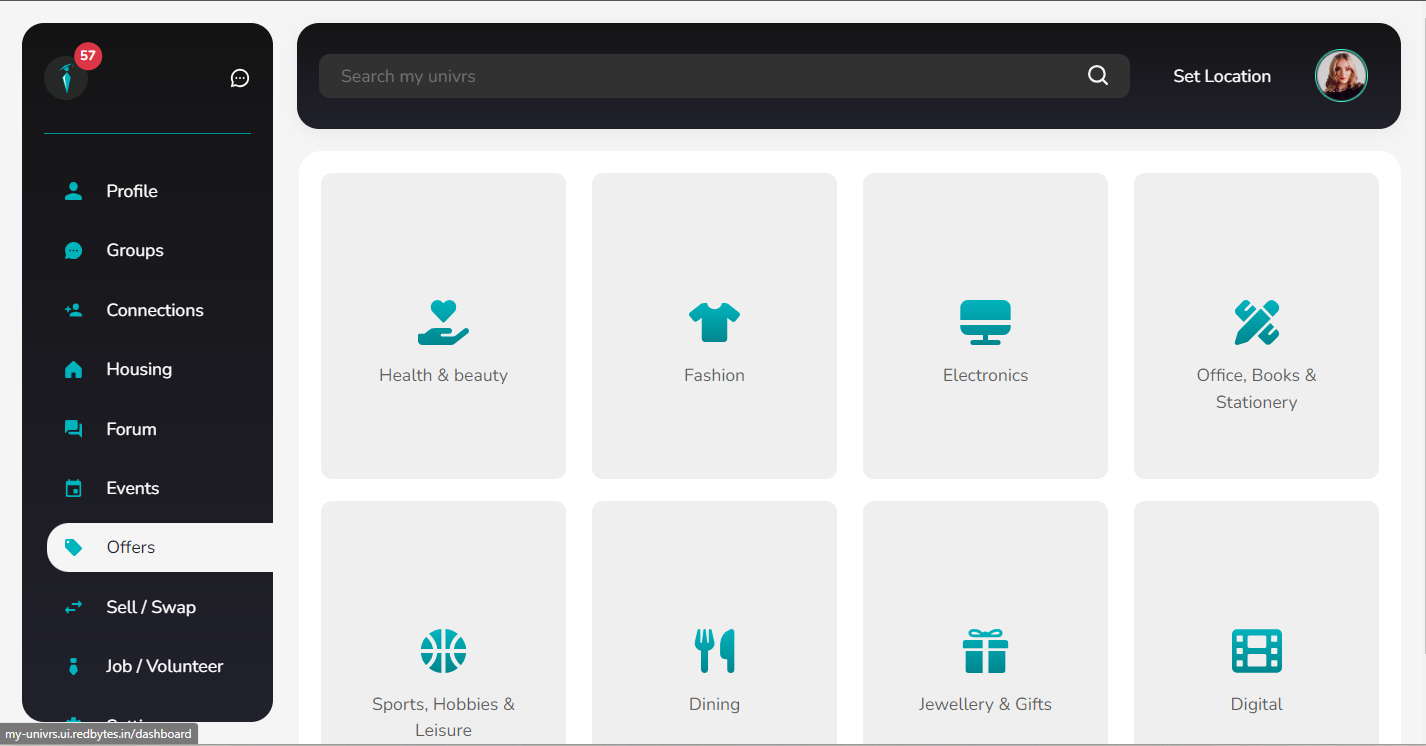 57
Search my univrs
Set Location
Profile
Groups
Connections
Housing
Forum
Events
Offers
Sell / Swap
Job / Volunteer
my-univrs.ui.redbytes.in/dashboard
Health & beauty
Fashion
Electronics
Office, Books &
Stationery
Sports, Hobbies &
Leisure
Dining
Jewellery & Gifts
Digital